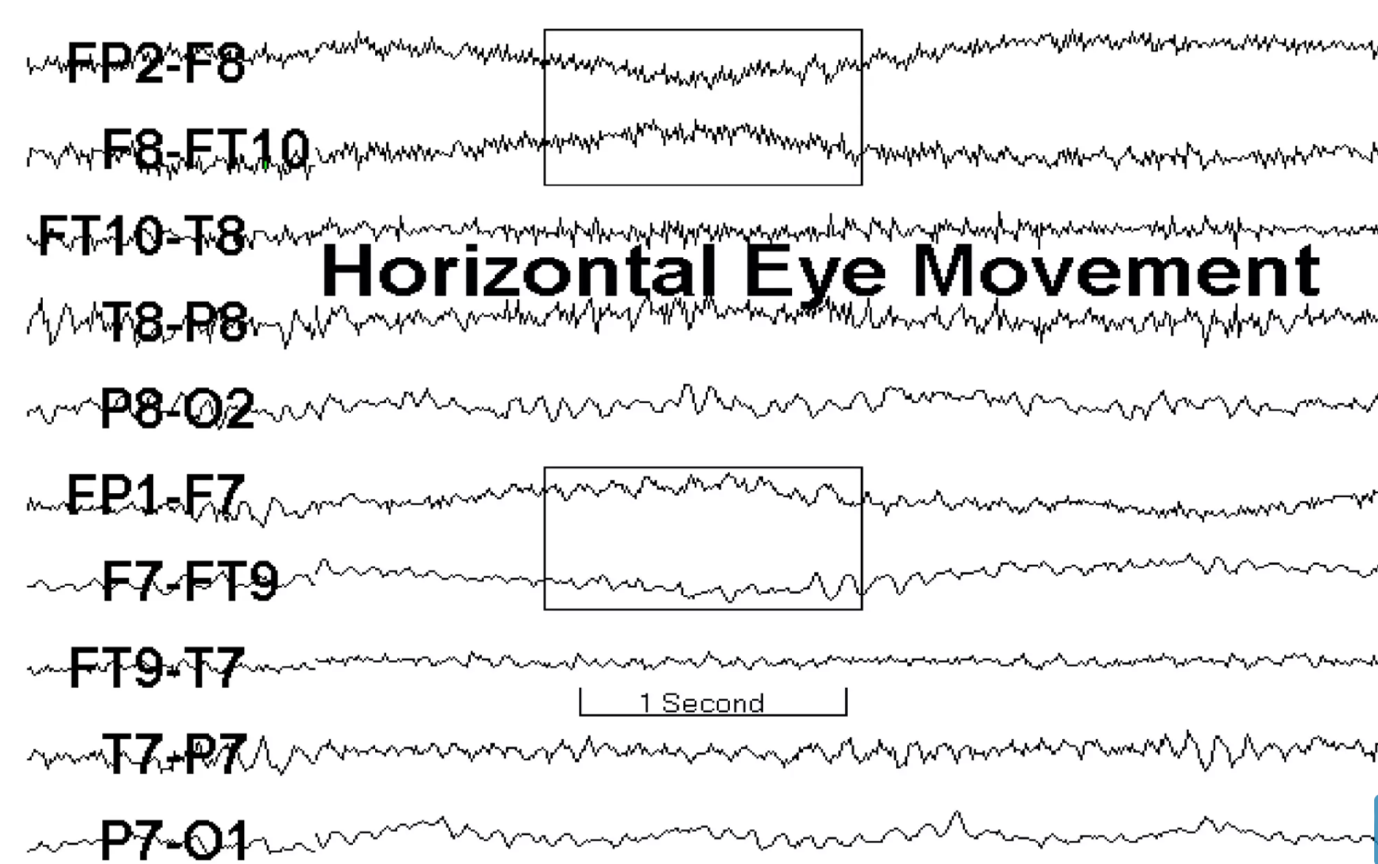 FP2-F8
F8-FT10
FT10-T8
Horizontal Eye Movement
T8-P8
P8-O2
FP1-F7
F7-FT9
FT9-T7
1 Second
T7-P7
P7-O1